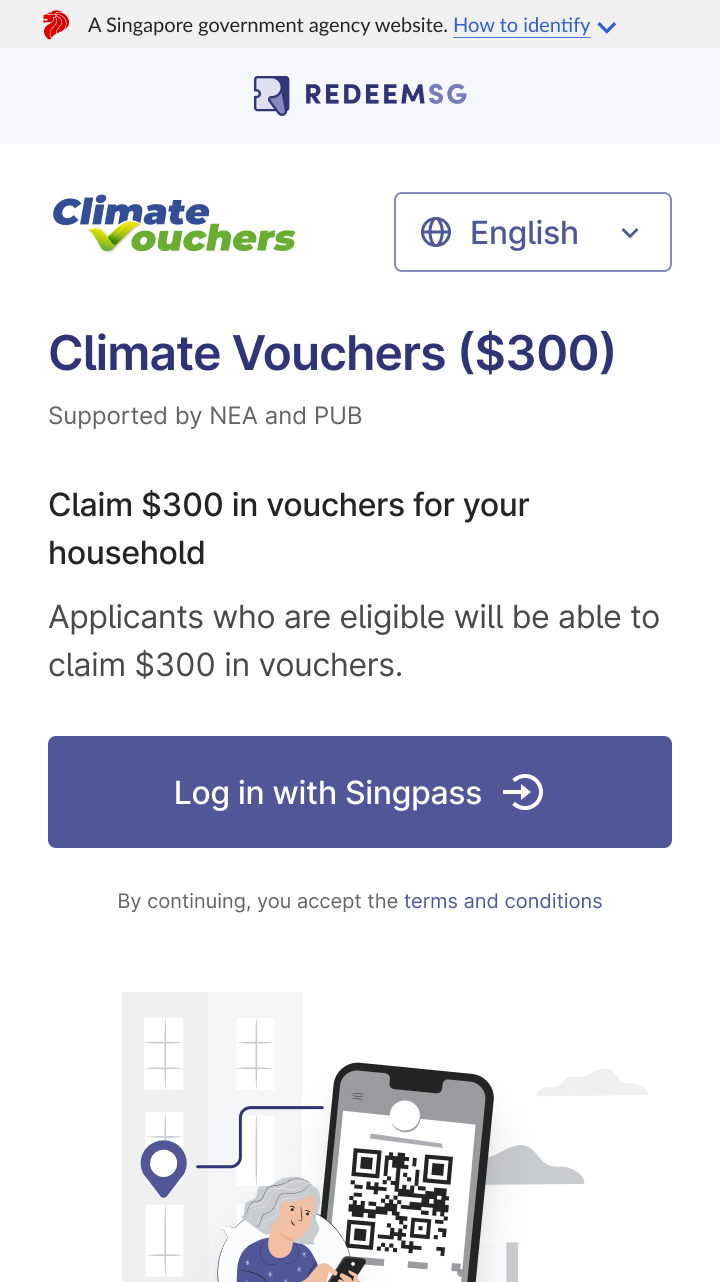 A Singapore government agency website. How to identify
REDEEMSG
Climate
Vouchers
English
Climate Vouchers ($300)
Supported by NEA and PUB
Claim $300 in vouchers for your
household
Applicants who are eligible will be able to
claim $300 in vouchers.
Log in with Singpass
By continuing, you accept the terms and conditions